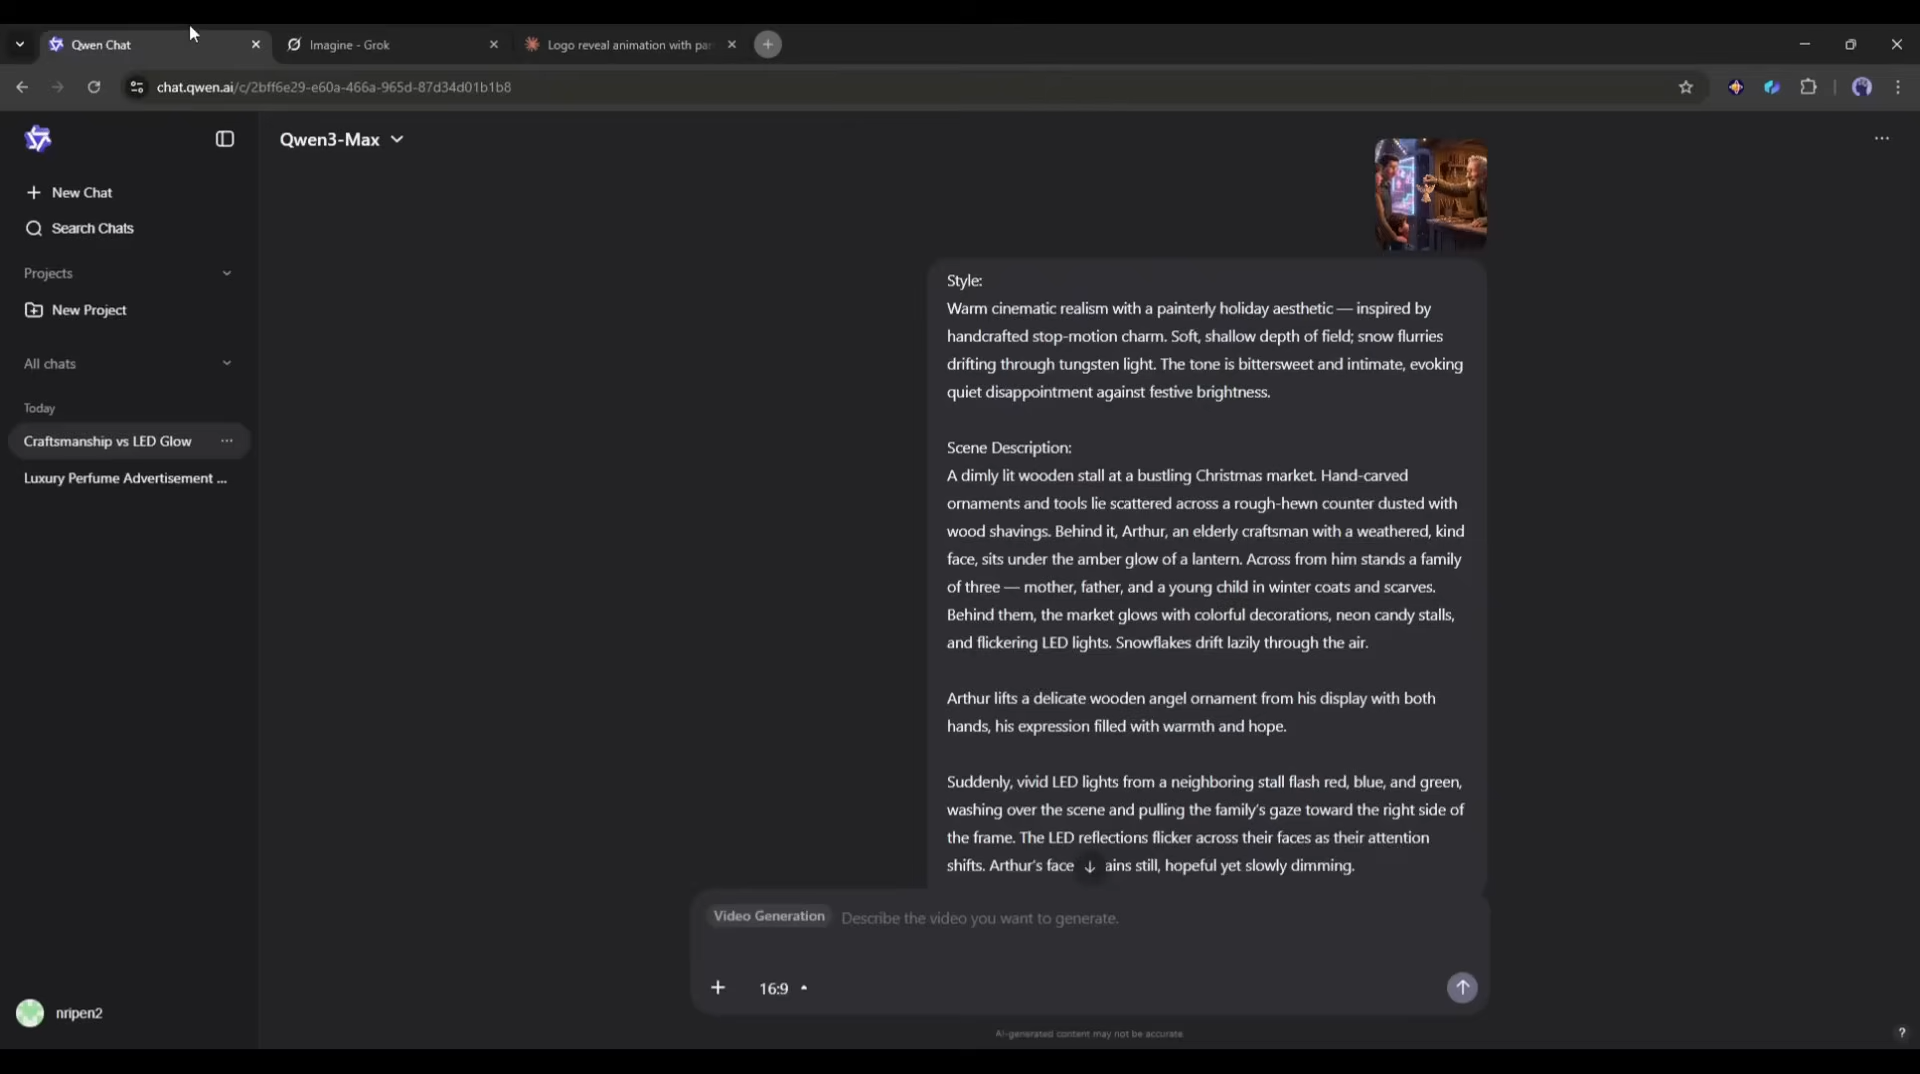 Qwen Chat
Imagine - Grok
Logo reveal animation with par
chat.qwen.ai/c/2bff6e29-e60a-466a-965d-87d34d01b1b8
Qwen3-Max
New Chat
Search Chats
Projects
New Project
All chats
Today
Craftsmanship vs LED Glow
Luxury Perfume Advertisement ...
nripen2
Style:
Warm cinematic realism with a painterly holiday aesthetic — inspired by
handcrafted stop-motion charm. Soft, shallow depth of field; snow flurries
drifting through tungsten light. The tone is bittersweet and intimate, evoking
quiet disappointment against festive brightness.
Scene Description:
A dimly lit wooden stall at a bustling Christmas market. Hand-carved
ornaments and tools lie scattered across a rough-hewn counter dusted with
wood shavings. Behind it, Arthur, an elderly craftsman with a weathered, kind
face, sits under the amber glow of a lantern. Across from him stands a family
of three — mother, father, and a young child in winter coats and scarves.
Behind them, the market glows with colorful decorations, neon candy stalls,
and flickering LED lights. Snowflakes drift lazily through the air.
Arthur lifts a delicate wooden angel ornament from his display with both
hands, his expression filled with warmth and hope.
Suddenly, vivid LED lights from a neighboring stall flash red, blue, and green,
washing over the scene and pulling the family's gaze toward the right side of
the frame. The LED reflections flicker across their faces as their attention
shifts. Arthur's face ains still, hopeful yet slowly dimming.
Video Generation Describe the video you want to generate.
16:9
AI-generated content may not be accurate
?